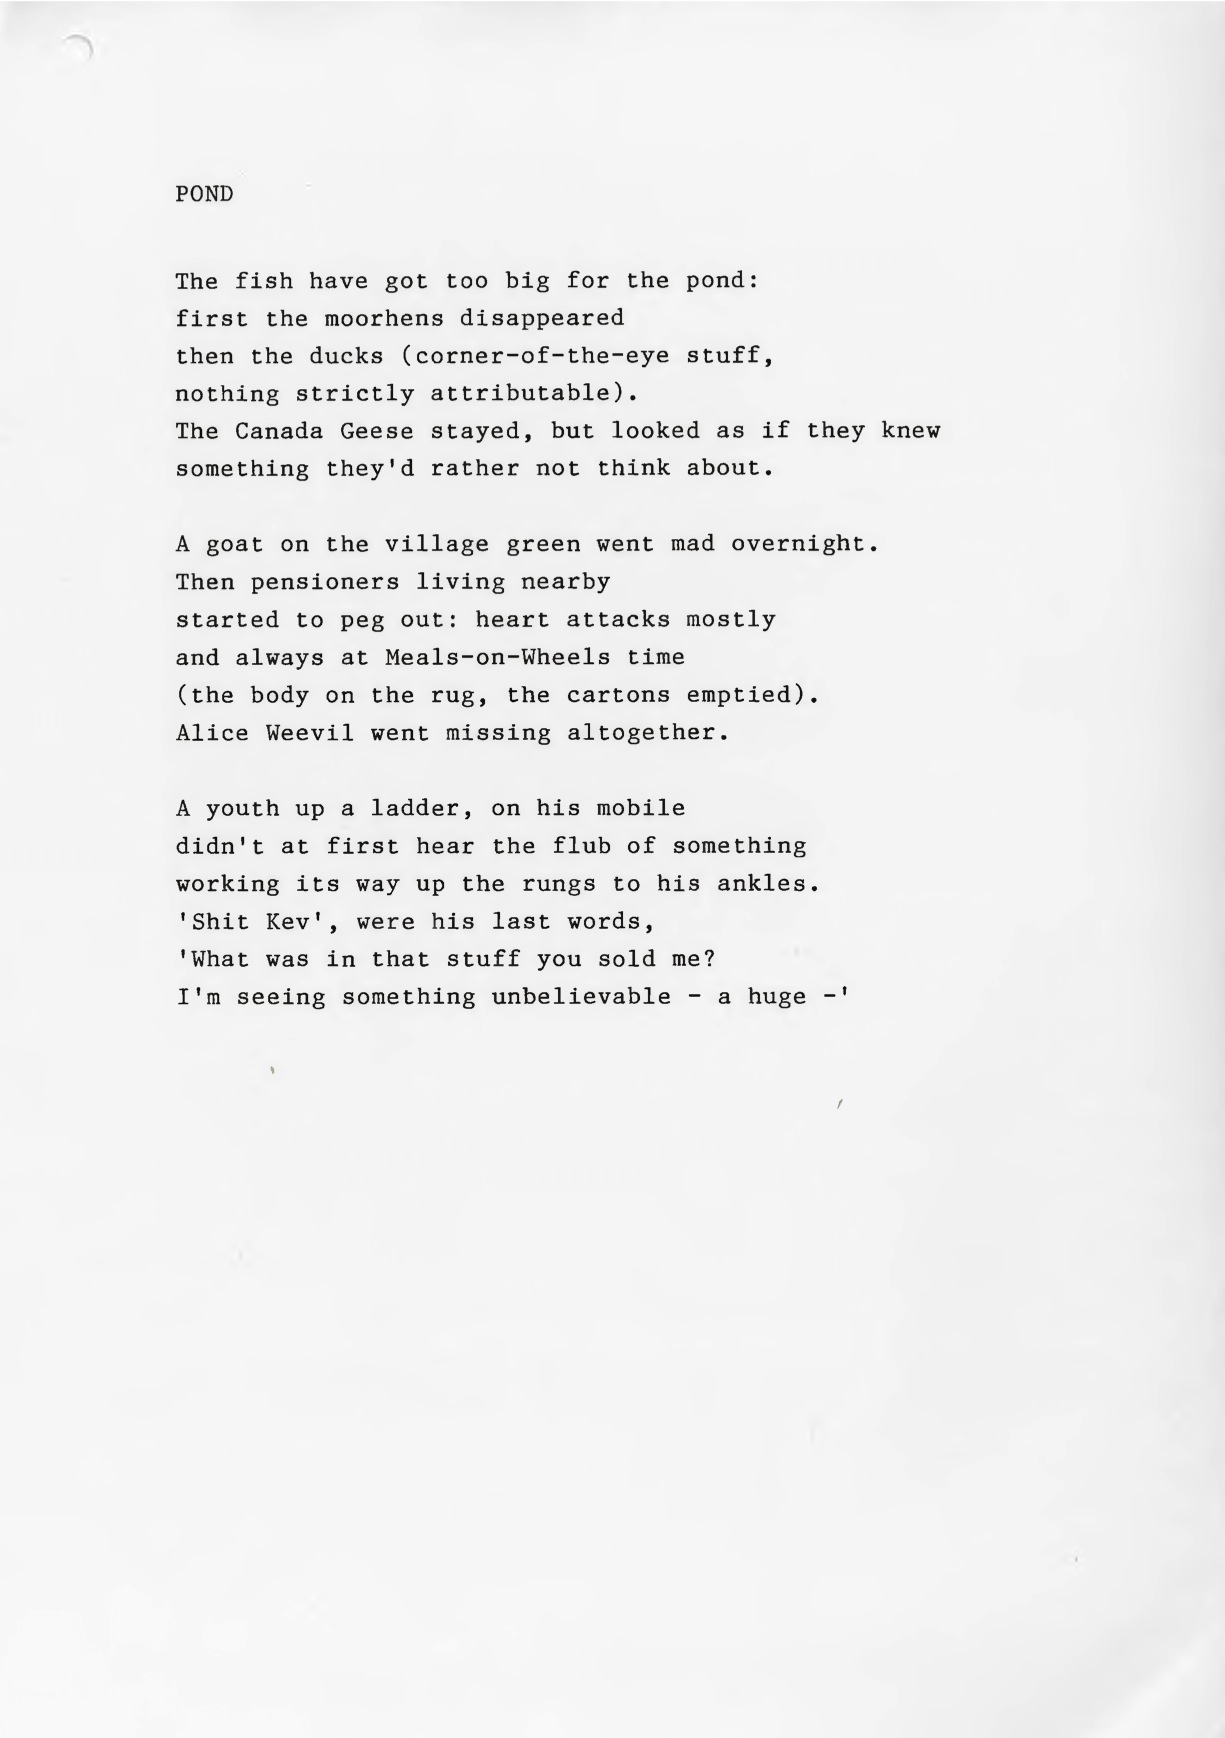 POND
The fish have got too big for the pond:
first the moorhens disappeared
then the ducks (corner-of-the-eye stuff,
nothing strictly attributable).
The Canada Geese stayed, but looked as if they knew
something they'd rather not think about.
A goat on the village green went mad overnight.
Then pensioners living nearby
started to peg out: heart attacks mostly
and always at Meals-on-Wheels time
(the body on the rug, the cartons emptied).
Alice Weevil went missing altogether.
A youth up a ladder, on his mobile
didn't at first hear the flub of something
working its way up the rungs to his ankles.
'Shit Kev', were his last words,
'What was in that stuff you sold me?
I'm seeing something unbelievable - a huge -'